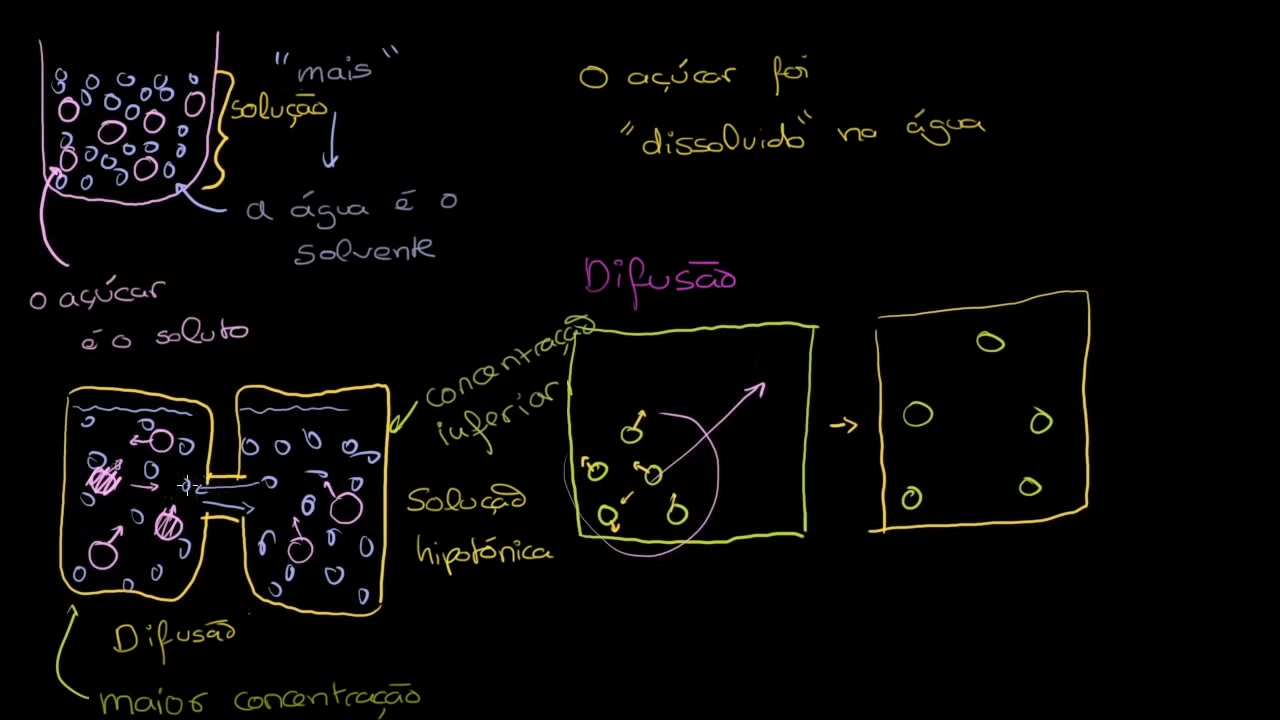 "mais"
solução
a água é o
solvente
o açúcar
é o soluto
O açúcar foi
"dissolvido" na água
Difusão
concentração
inferior
Solução
hipotónica
Difusão
maior concentração